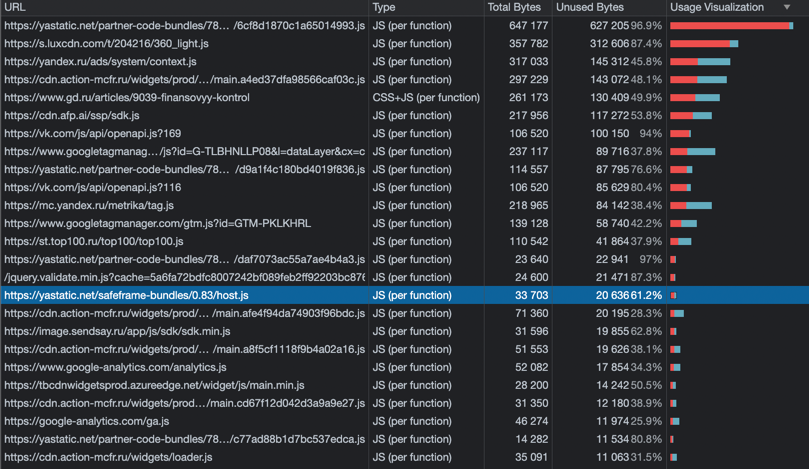 URL Type Total Bytes Unused Bytes Usage Visualization
https://yastatic.net/partner-code-bundles/78… /6cf8d1870c1a65014993.js JS (per function) 647 177 627 205 96.9%
https://s.luxcdn.com/t/204216/360_light.js JS (per function) 357 782 312 606 87.4%
https://yandex.ru/ads/system/context.js JS (per function) 317 033 145 312 45.8%
https://cdn.action-mcfr.ru/widgets/prod/…/main.a4ed37dfa98566caf03c.js JS (per function) 297 229 143 072 48.1%
https://www.gd.ru/articles/9039-finansovyy-kontrol CSS+JS (per function) 261 173 130 409 49.9%
https://cdn.afp.ai/ssp/sdk.js JS (per function) 217 956 117 272 53.8%
https://vk.com/js/api/openapi.js?169 JS (per function) 106 520 100 150 94%
https://www.googletagmanag…/js?id=G-TLBHNLLP08&l=dataLayer&cx=c JS (per function) 237 117 89 716 37.8%
https://yastatic.net/partner-code-bundles/78… /d9a1f4c180bd4019f836.js JS (per function) 114 557 87 795 76.6%
https://vk.com/js/api/openapi.js?116 JS (per function) 106 520 85 629 80.4%
https://mc.yandex.ru/metrika/tag.js JS (per function) 218 965 84 142 38.4%
https://www.googletagmanager.com/gtm.js?id=GTM-PKLKHRL JS (per function) 139 128 58 740 42.2%
https://st.top100.ru/top100/top100.js JS (per function) 110 542 41 864 37.9%
https://yastatic.net/partner-code-bundles/78… /daf7073ac55a7ae4b4a3.js JS (per function) 23 640 22 941 97%
/jquery.validate.min.js?cache=5a6fa72bdfc8007242bf089feb2ff92203bc876 JS (per function) 24 600 21 471 87.3%
https://yastatic.net/safeframe-bundles/0.83/host.js JS (per function) 33 703 20 636 61.2%
https://cdn.action-mcfr.ru/widgets/prod/… /main.afe4f94da74903f96bdc.js JS (per function) 71 360 20 195 28.3%
https://image.sendsay.ru/app/js/sdk/sdk.min.js JS (per function) 31 596 19 855 62.8%
https://cdn.action-mcfr.ru/widgets/prod/… /main.a8f5cf1118f9b4a02a16.js JS (per function) 51 553 19 626 38.1%
https://www.google-analytics.com/analytics.js JS (per function) 52 082 17 854 34.3%
https://tbcdnwidgetsprod.azureedge.net/widget/js/main.min.js JS (per function) 28 200 14 242 50.5%
https://cdn.action-mcfr.ru/widgets/prod…/main.cd67f12d042d3a9a9e27.js JS (per function) 31 350 12 180 38.9%
https://google-analytics.com/ga.js JS (per function) 46 274 11 974 25.9%
https://yastatic.net/partner-code-bundles/78…/c77ad88b1d7bc537edca.js JS (per function) 14 282 11 534 80.8%
https://cdn.action-mcfr.ru/widgets/loader.js JS (per function) 35 091 11 063 31.5%